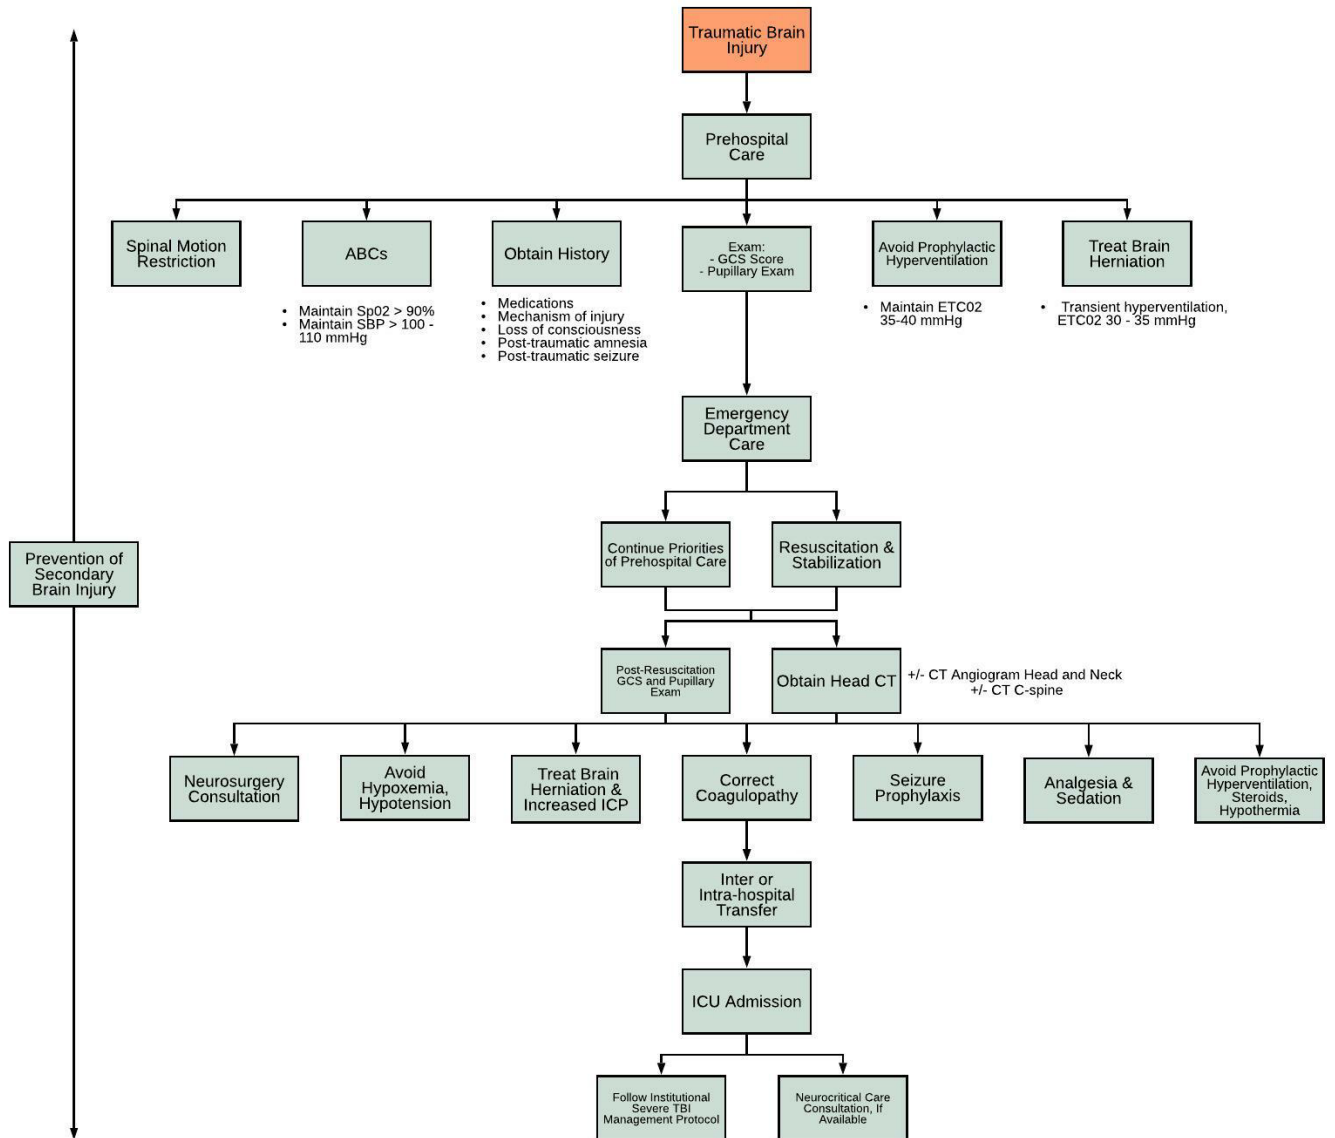 Traumatic Brain
Injury
Prehospital
Care
Spinal Motion
Restriction
ABCs
Obtain History
Exam:
- GCS Score
- Pupillary Exam
Avoid Prophylactic
Hyperventilation
Treat Brain
Herniation
• Maintain Sp02 > 90%
• Maintain SBP > 100 -
110 mmHg
• Medications
• Mechanism of injury
• Loss of consciousness
• Post-traumatic amnesia
• Post-traumatic seizure
• Maintain ETC02
35-40 mmHg
• Transient hyperventilation,
ETC02 30 - 35 mmHg
Emergency
Department
Care
Continue Priorities
of Prehospital Care
Resuscitation &
Stabilization
Prevention of
Secondary
Brain Injury
Post-Resuscitation
GCS and Pupillary
Exam
Obtain Head CT
+/- CT Angiogram Head and Neck
+/- CT C-spine
Neurosurgery
Consultation
Avoid
Hypoxemia,
Hypotension
Treat Brain
Herniation &
Increased ICP
Correct
Coagulopathy
Seizure
Prophylaxis
Analgesia &
Sedation
Avoid Prophylactic
Hyperventilation,
Steroids,
Hypothermia
Inter or
Intra-hospital
Transfer
ICU Admission
Follow Institutional
Severe TBI
Management Protocol
Neurocritical Care
Consultation, If
Available